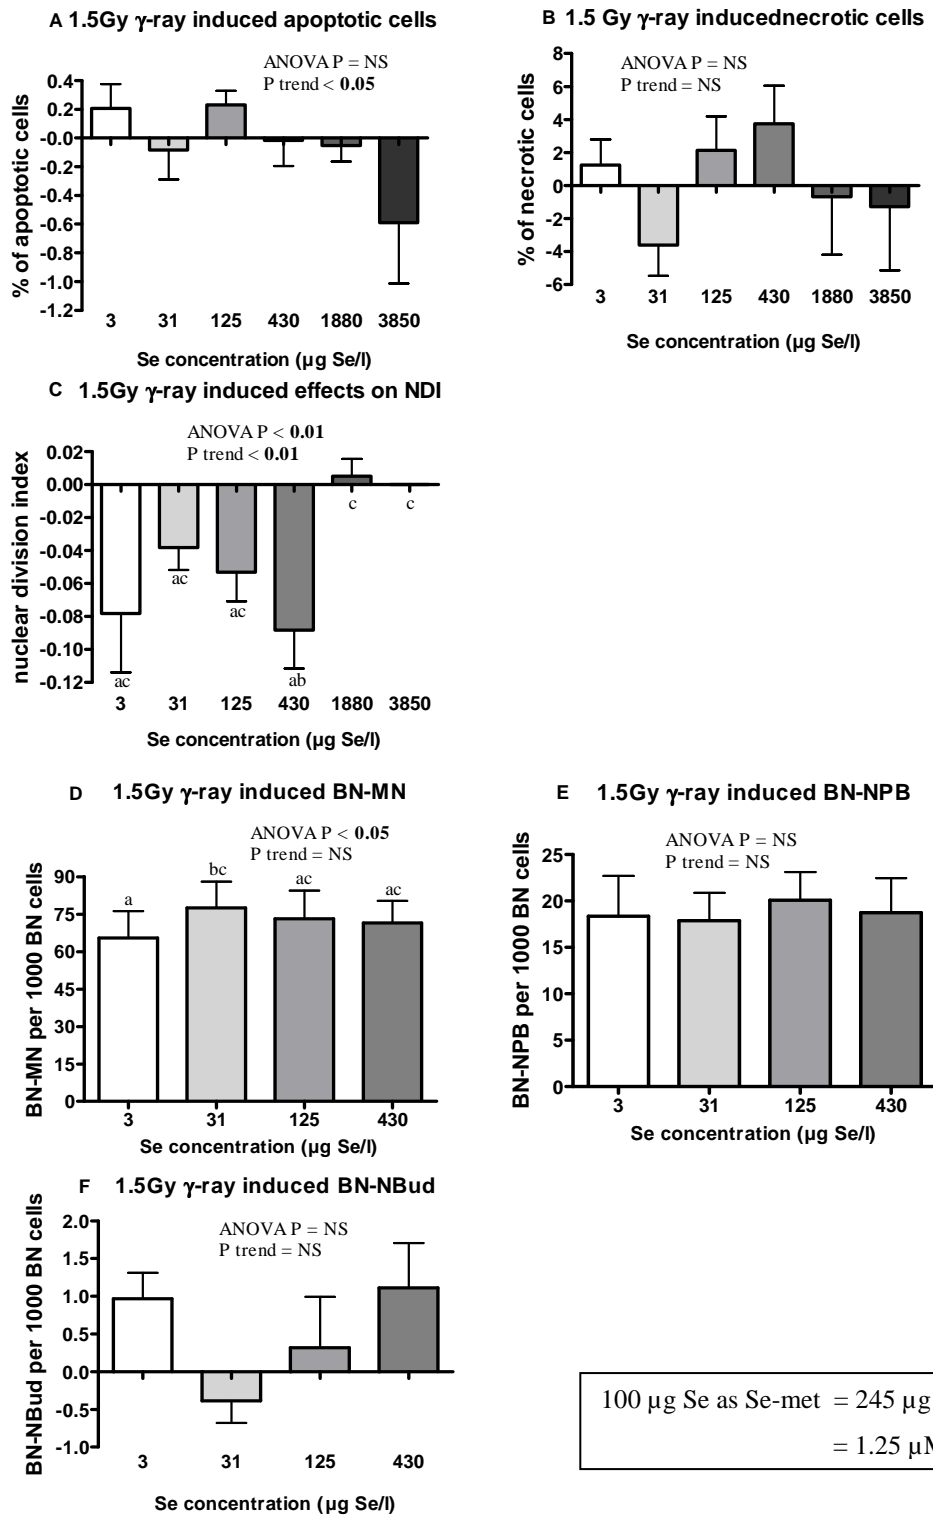 A 1.5Gy γ-ray induced apoptotic cells
ANOVA P = NS
P trend < 0.05
% of apoptotic cells
0.4
0.2
-0.0
-0.2
-0.4
-0.6
-0.8
-1.0
-1.2
3 31 125 430 1880 3850
Se concentration (µg Se/l)
B 1.5 Gy γ-ray inducednecrotic cells
ANOVA P = NS
P trend = NS
% of necrotic cells
8
6
4
2
0
-2
-4
-6
3 31 125 430 1880 3850
Se concentration (µg Se/l)
C 1.5Gy γ-ray induced effects on NDI
ANOVA P < 0.01
P trend < 0.01
nuclear division index
0.02
0.00
-0.02
-0.04
-0.06
-0.08
-0.10
-0.12
ac ac ac ab c c
3 31 125 430 1880 3850
Se concentration (µg Se/l)
D 1.5Gy γ-ray induced BN-MN
ANOVA P < 0.05
P trend = NS
BN-MN per 1000 BN cells
90
75
60
45
30
15
0
a bc ac ac
3 31 125 430
Se concentration (µg Se/l)
E 1.5Gy γ-ray induced BN-NPB
ANOVA P = NS
P trend = NS
BN-NPB per 1000 BN cells
25
20
15
10
5
0
3 31 125 430
Se concentration (µg Se/l)
F 1.5Gy γ-ray induced BN-NBud
ANOVA P = NS
P trend = NS
BN-NBud per 1000 BN cells
2.0
1.5
1.0
0.5
0.0
-0.5
-1.0
3 31 125 430
Se concentration (µg Se/l)
100 µg Se as Se-met = 245 µg
= 1.25 µM